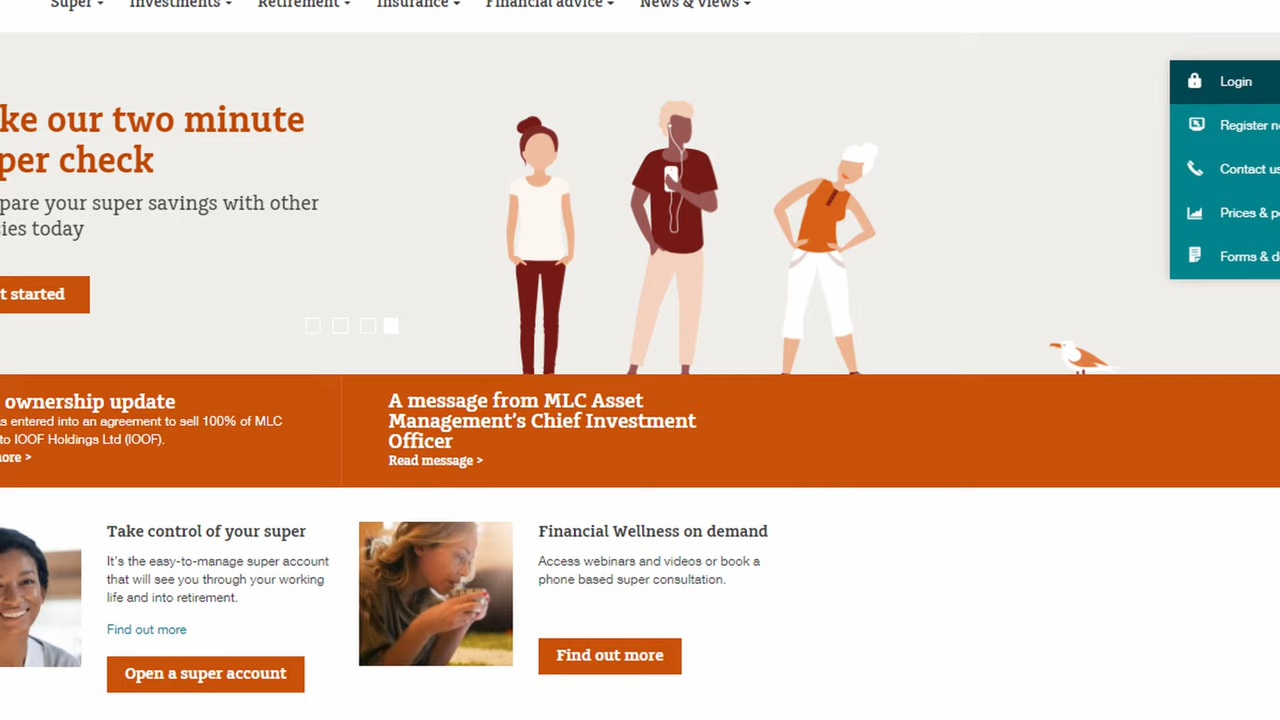 Super Investments Retirement Insurance Financial advice News & views
ke our two minute
per check
pare your super savings with other
sies today
t started
Login
Register n
Contact us
Prices & p
Forms & d
ownership update
s entered into an agreement to sell 100% of MLC
to IOOF Holdings Ltd (IOOF).
ore >
A message from MLC Asset
Management's Chief Investment
Officer
Read message >
Take control of your super
It's the easy-to-manage super account
that will see you through your working
life and into retirement.
Find out more
Open a super account
Financial Wellness on demand
Access webinars and videos or book a
phone based super consultation.
Find out more